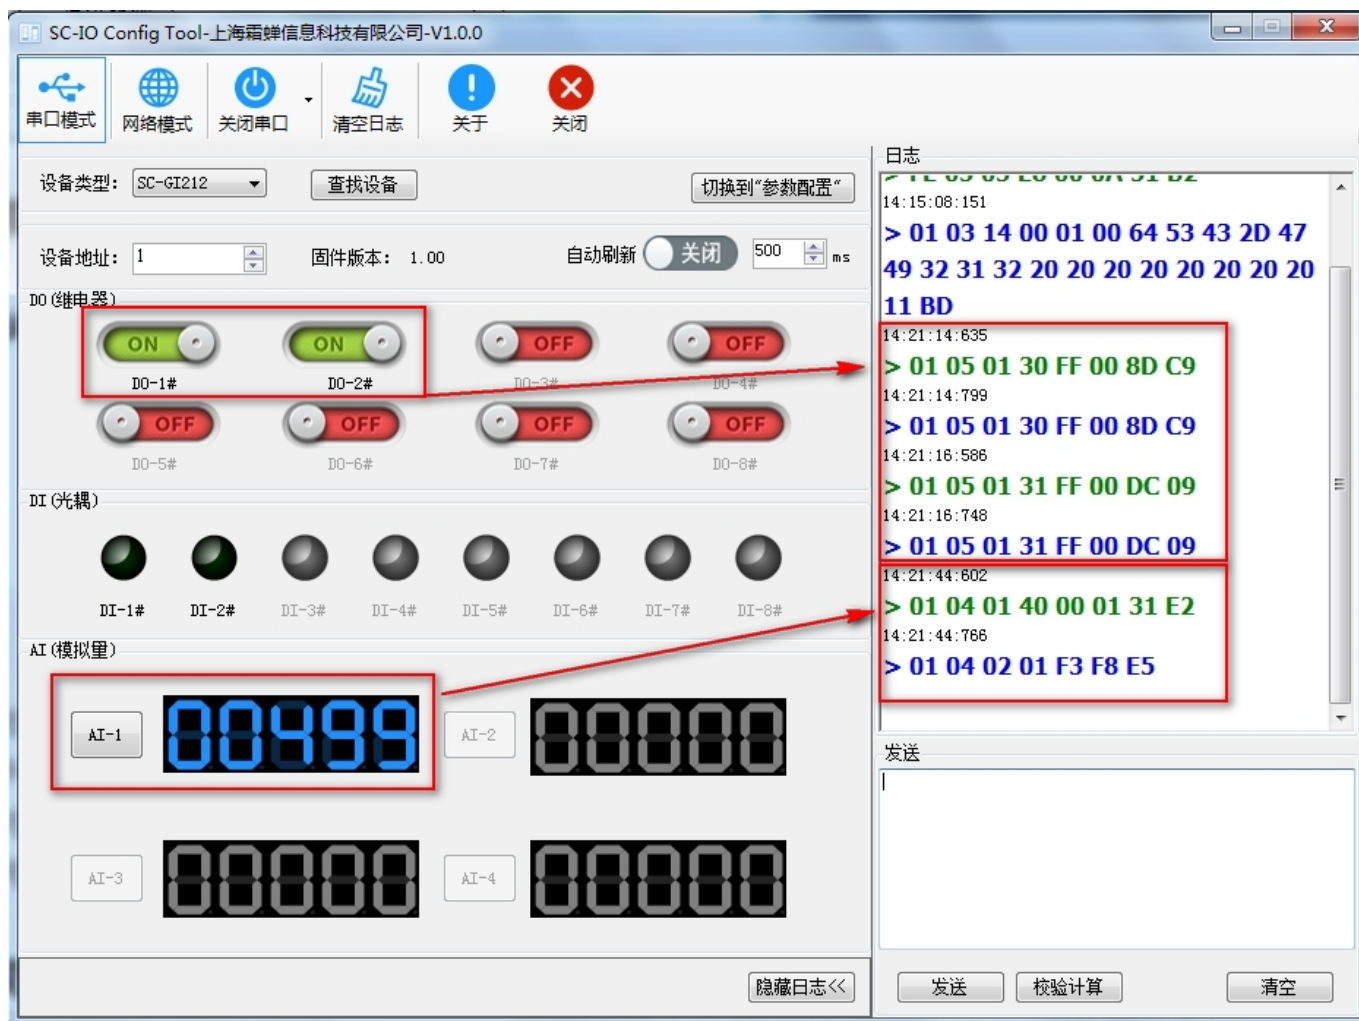 SC-IO Config Tool-上海霜蝉信息科技有限公司-V1.0.0
串口模式
网络模式
关闭串口
清空日志
关于
关闭
设备类型:
SC-GI212
查找设备
切换到"参数配置"
设备地址:
1
固件版本: 1.00
自动刷新
关闭
500
ms
DO(继电器)
ON
ON
OFF
OFF
DO-1#
DO-2#
DO-3#
DO-4#
OFF
OFF
OFF
OFF
DO-5#
DO-6#
DO-7#
DO-8#
DI(光耦)
DI-1#
DI-2#
DI-3#
DI-4#
DI-5#
DI-6#
DI-7#
DI-8#
AI(模拟量)
AI-1
00499
AI-2
88888
AI-3
88888
AI-4
88888
隐藏日志<<
日志
14:15:08:151
> 01 03 14 00 01 00 64 53 43 2D 47
49 32 31 32 20 20 20 20 20 20 20 20
11 BD
14:21:14:635
> 01 05 01 30 FF 00 8D C9
14:21:14:799
> 01 05 01 30 FF 00 8D C9
14:21:16:586
> 01 05 01 31 FF 00 DC 09
14:21:16:748
> 01 05 01 31 FF 00 DC 09
14:21:44:602
> 01 04 01 40 00 01 31 E2
14:21:44:766
> 01 04 02 01 F3 F8 E5
发送
发送
校验计算
清空